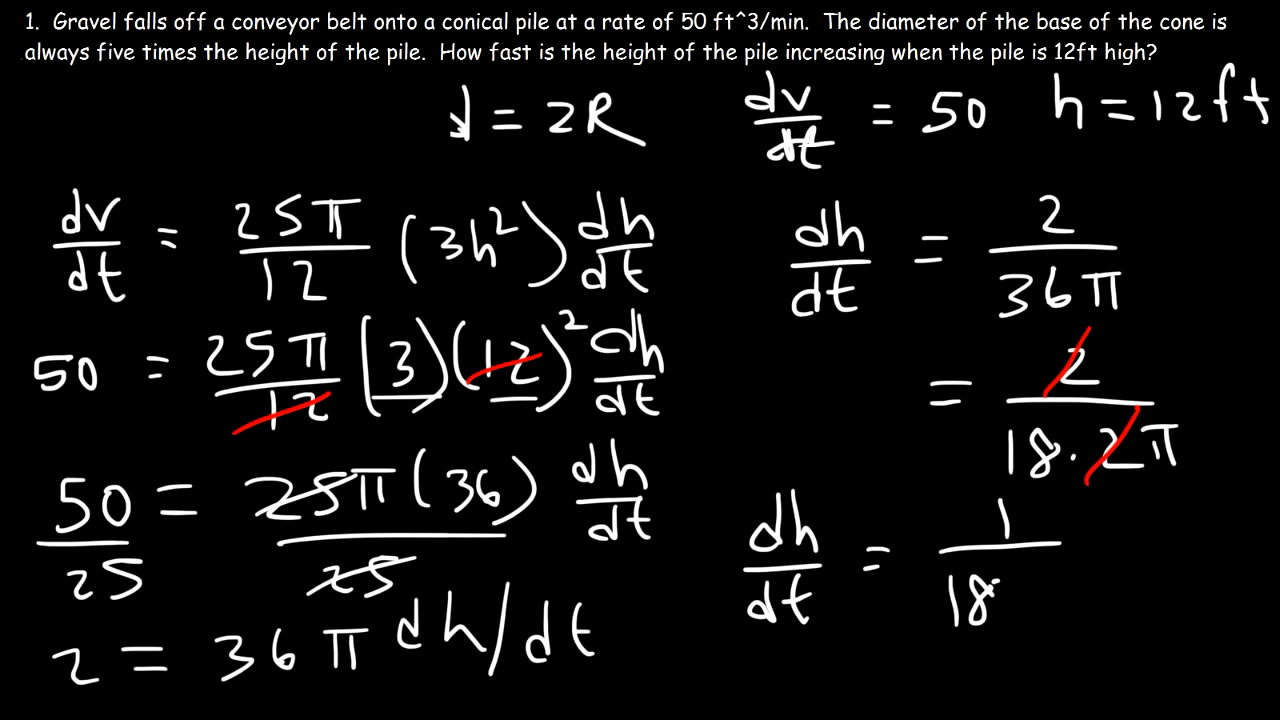 1. Gravel falls off a conveyor belt onto a conical pile at a rate of 50 ft^3/min. The diameter of the base of the cone is
always five times the height of the pile. How fast is the height of the pile increasing when the pile is 12ft high?
d = 2R
dv/dt = 50 h = 12ft
dv/dt = 25π/12 (3h²) dh/dt
50 = 25π/12 (3)(12)² dh/dt
50/25 = 25π(36)/25 dh/dt
2 = 36π dh/dt
dh/dt = 2/36π
= 2/18·2π
dh/dt = 1/18